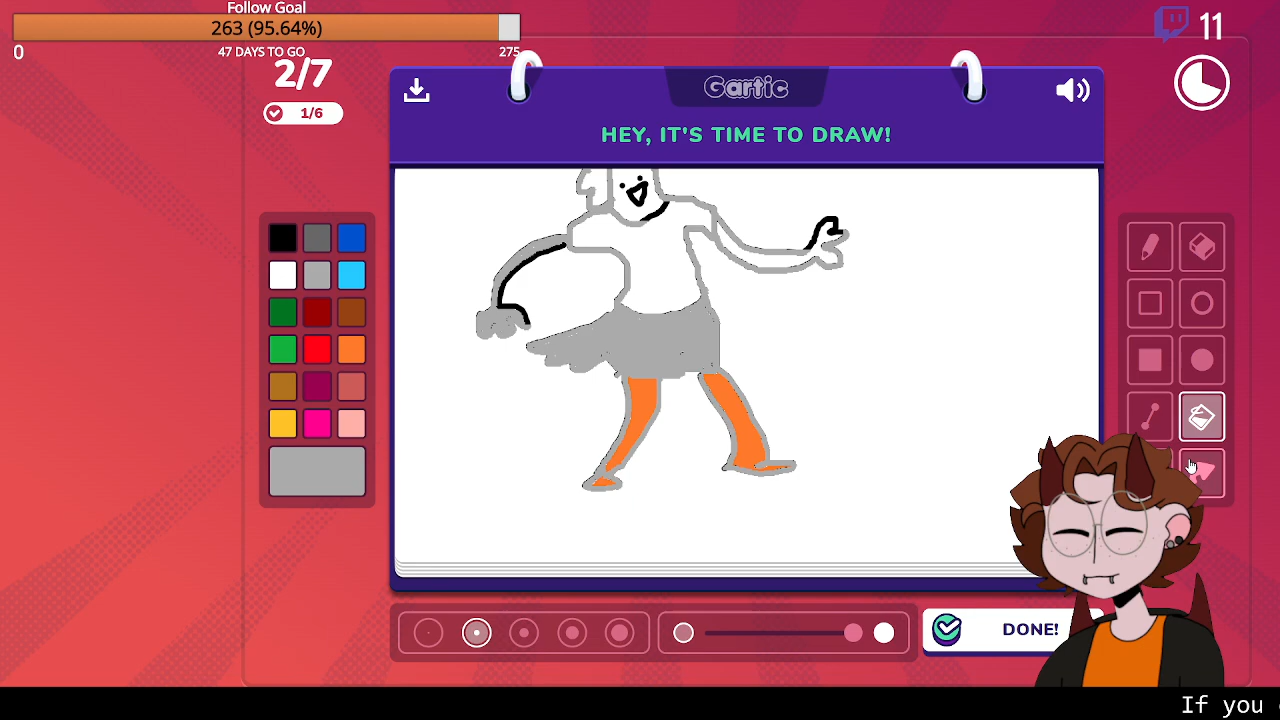 Follow Goal
263 (95.64%)
0
47 DAYS TO GO
275
11
2/7
1/6
Gartic
HEY, IT'S TIME TO DRAW!
DONE!
If you